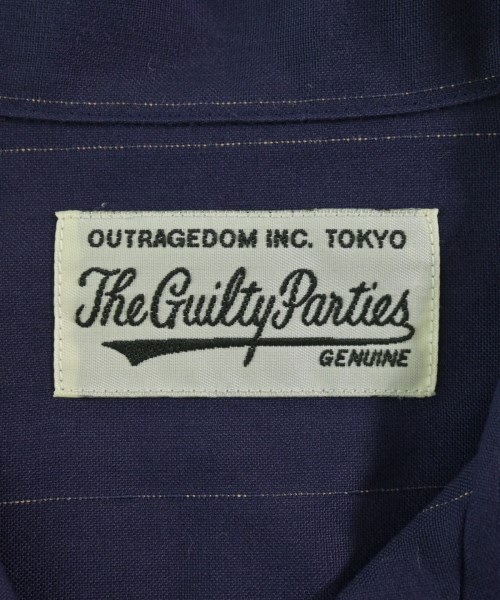 OUTRAGEDOM INC. TOKYO
The Guilty Parties
GENUINE